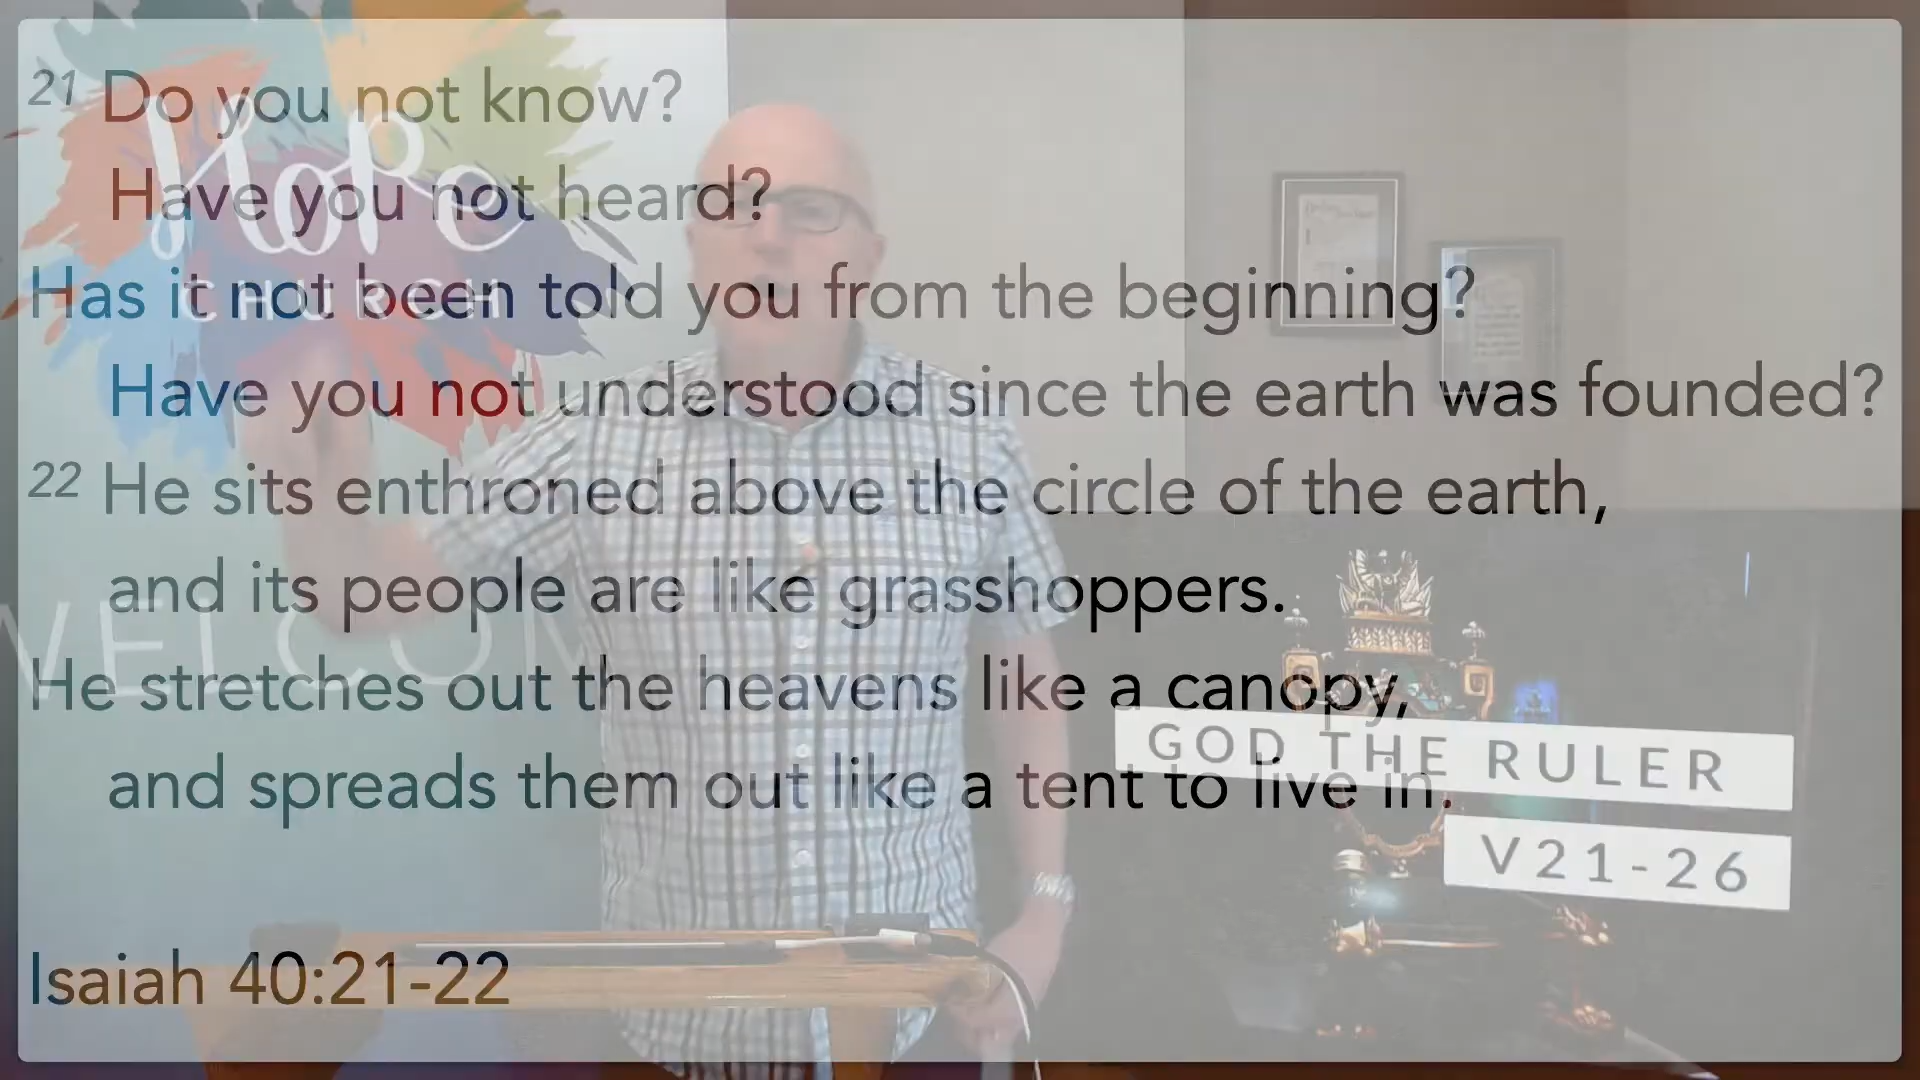 21 Do you not know?
Have you not heard?
Has it not been told you from the beginning?
Have you not understood since the earth was founded?
22 He sits enthroned above the circle of the earth,
and its people are like grasshoppers.
He stretches out the heavens like a canopy,
and spreads them out like a tent to live in.
Isaiah 40:21-22
Hope
CHURCH
WELCOM
GOD THE RULER
V21-26